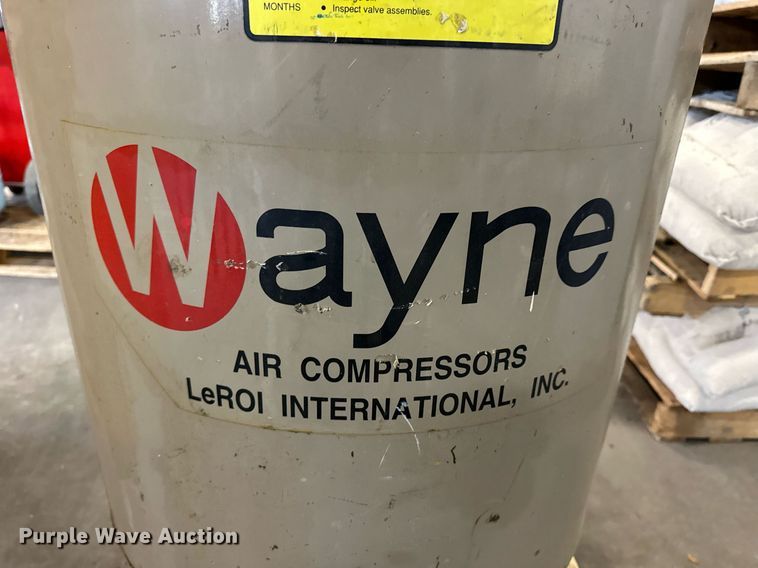 MONTHS • Inspect valve assemblies.
Wayne
AIR COMPRESSORS
LeROI INTERNATIONAL, INC.
Purple Wave Auction